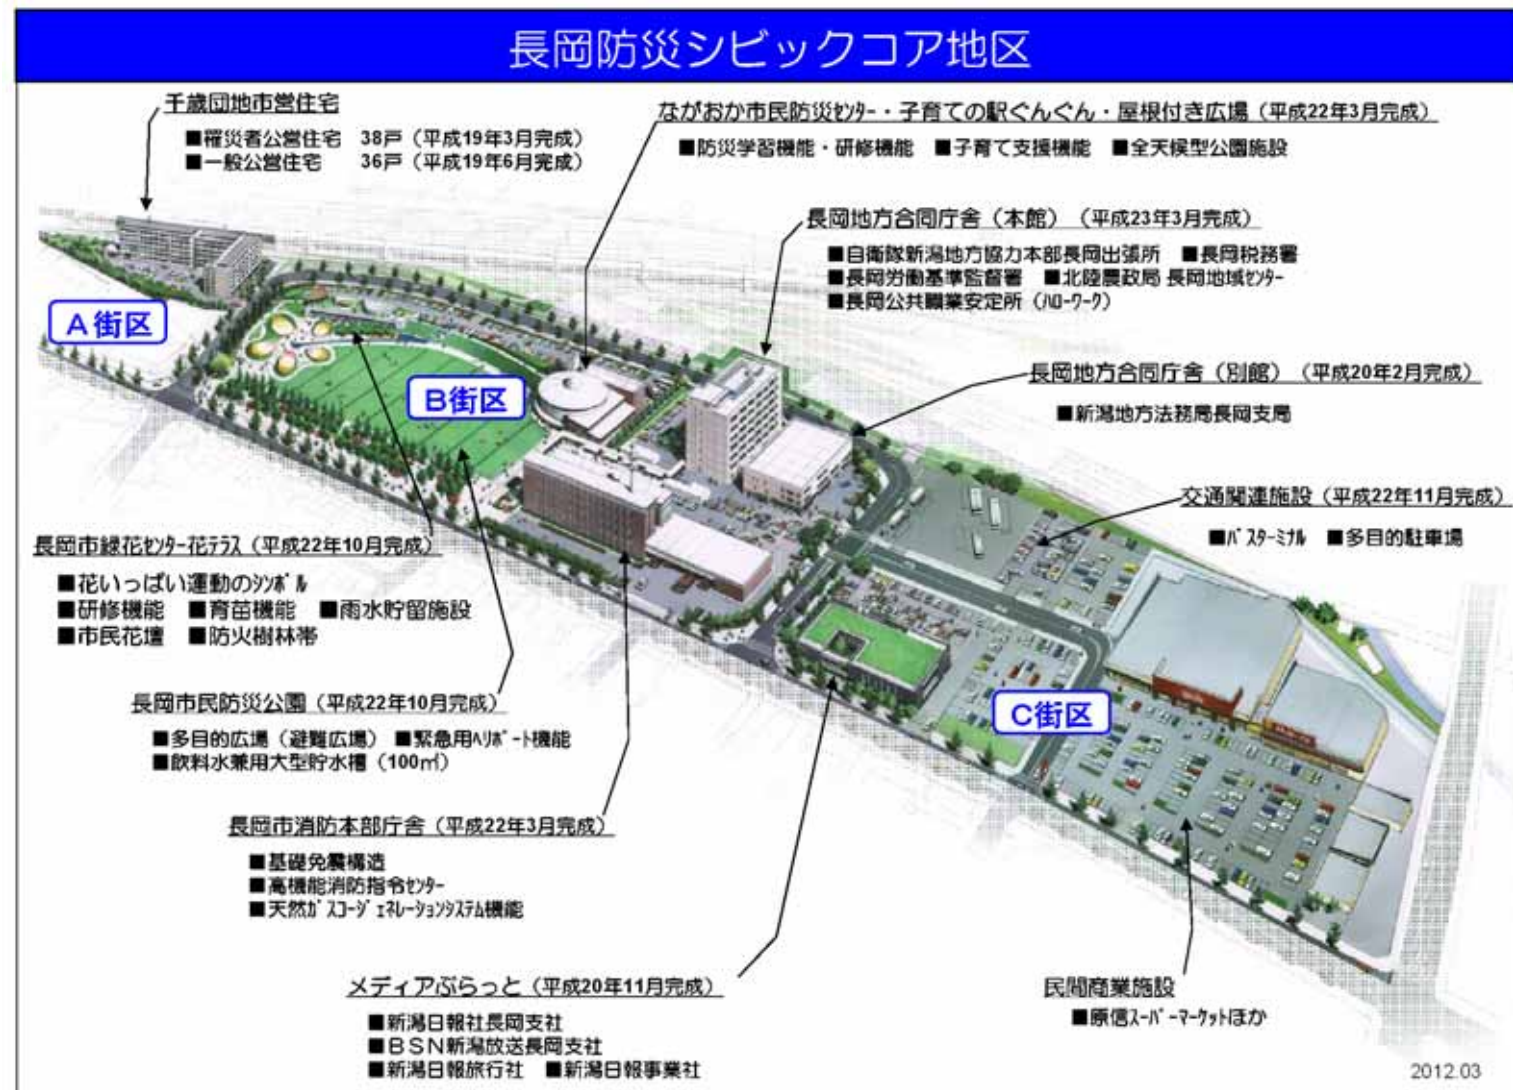 長岡防災シビックコア地区
千歳団地市営住宅
■罹災者公営住宅 38戸（平成19年3月完成）
■一般公営住宅 36戸（平成19年6月完成）
ながおか市民防災ｾﾝﾀｰ・子育ての駅ぐんぐん・屋根付き広場（平成22年3月完成）
■防災学習機能・研修機能 ■子育て支援機能 ■全天候型公園施設
長岡地方合同庁舎（本館）（平成23年3月完成）
■自衛隊新潟地方協力本部長岡出張所 ■長岡税務署
■長岡労働基準監督署 ■北陸農政局 長岡地域ｾﾝﾀｰ
■長岡公共職業安定所（ﾊﾛｰﾜｰｸ）
A街区
B街区
長岡地方合同庁舎（別館）（平成20年2月完成）
■新潟地方法務局長岡支局
交通関連施設（平成22年11月完成）
■ﾊﾞｽﾀｰﾐﾅﾙ ■多目的駐車場
長岡市緑花ｾﾝﾀｰ花ﾃﾗｽ（平成22年10月完成）
■花いっぱい運動のｼﾝﾎﾞﾙ
■研修機能 ■育苗機能 ■雨水貯留施設
■市民花壇 ■防火樹林帯
長岡市民防災公園（平成22年10月完成）
■多目的広場（避難広場） ■緊急用ﾍﾘﾎﾟｰﾄ機能
■飲料水兼用大型貯水槽（100㎥）
C街区
長岡市消防本部庁舎（平成22年3月完成）
■基礎免震構造
■高機能消防指令ｾﾝﾀｰ
■天然ｶﾞｽｺｰｼﾞｪﾈﾚｰｼｮﾝｼｽﾃﾑ機能
メディアぷらっと（平成20年11月完成）
■新潟日報社長岡支社
■ＢＳＮ新潟放送長岡支社
■新潟日報旅行社 ■新潟日報事業社
民間商業施設
■原信ｽｰﾊﾟｰﾏｰｹｯﾄほか
2012.03